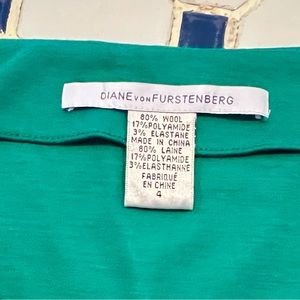 DIANE VON FURSTENBERG
80% WOOL
17% POLYAMIDE
3% ELASTANE
MADE IN CHINA
80% LAINE
17% POLYAMIDE
3% ELASTHANNE
FABRIQUÉ
EN CHINE
4